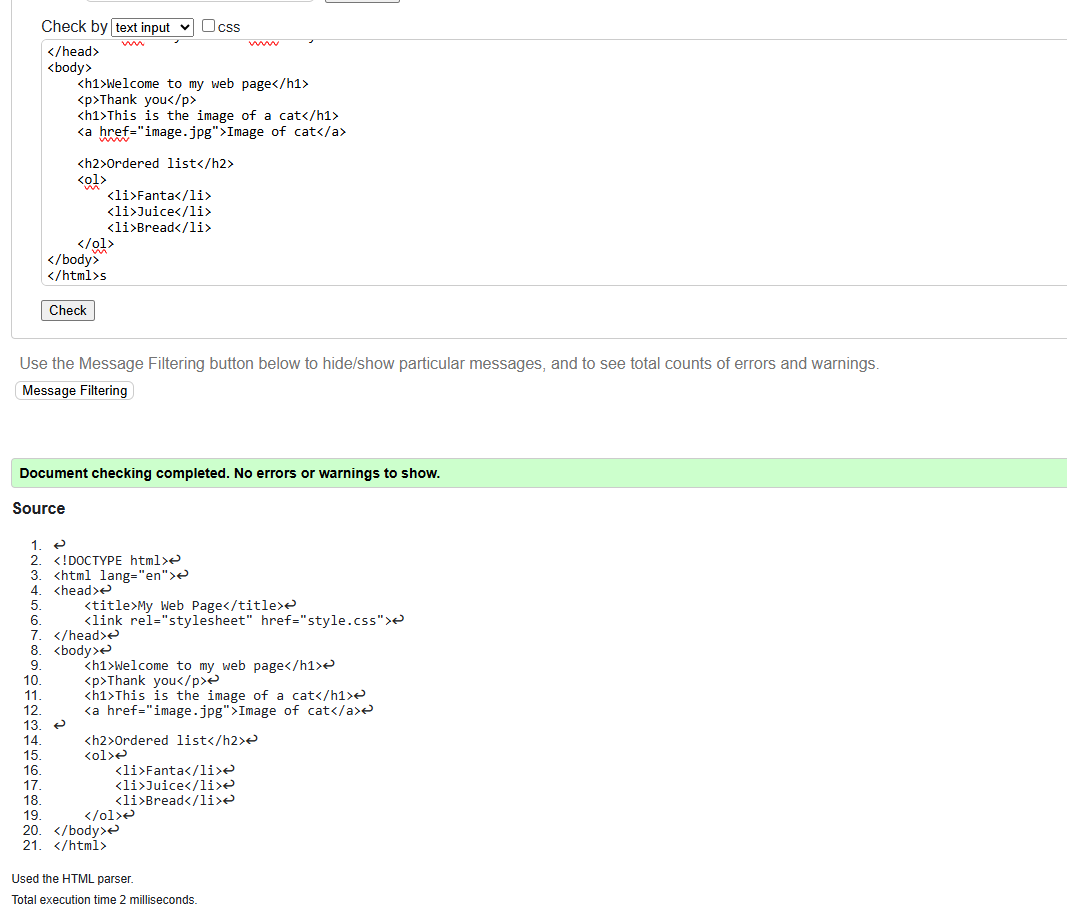 Check by text input css
</head>
<body>
    <h1>Welcome to my web page</h1>
    <p>Thank you</p>
    <h1>This is the image of a cat</h1>
    <a href="image.jpg">Image of cat</a>

    <h2>Ordered list</h2>
    <ol>
        <li>Fanta</li>
        <li>Juice</li>
        <li>Bread</li>
    </ol>
</body>
</html>s
Check
Use the Message Filtering button below to hide/show particular messages, and to see total counts of errors and warnings.
Message Filtering
Document checking completed. No errors or warnings to show.
Source
1. ↩
2. <!DOCTYPE html>↩
3. <html lang="en">↩
4. <head>↩
5.     <title>My Web Page</title>↩
6.     <link rel="stylesheet" href="style.css">↩
7. </head>↩
8. <body>↩
9.     <h1>Welcome to my web page</h1>↩
10.     <p>Thank you</p>↩
11.     <h1>This is the image of a cat</h1>↩
12.     <a href="image.jpg">Image of cat</a>↩
13. ↩
14.     <h2>Ordered list</h2>↩
15.     <ol>↩
16.         <li>Fanta</li>↩
17.         <li>Juice</li>↩
18.         <li>Bread</li>↩
19.     </ol>↩
20. </body>↩
21. </html>
Used the HTML parser.
Total execution time 2 milliseconds.